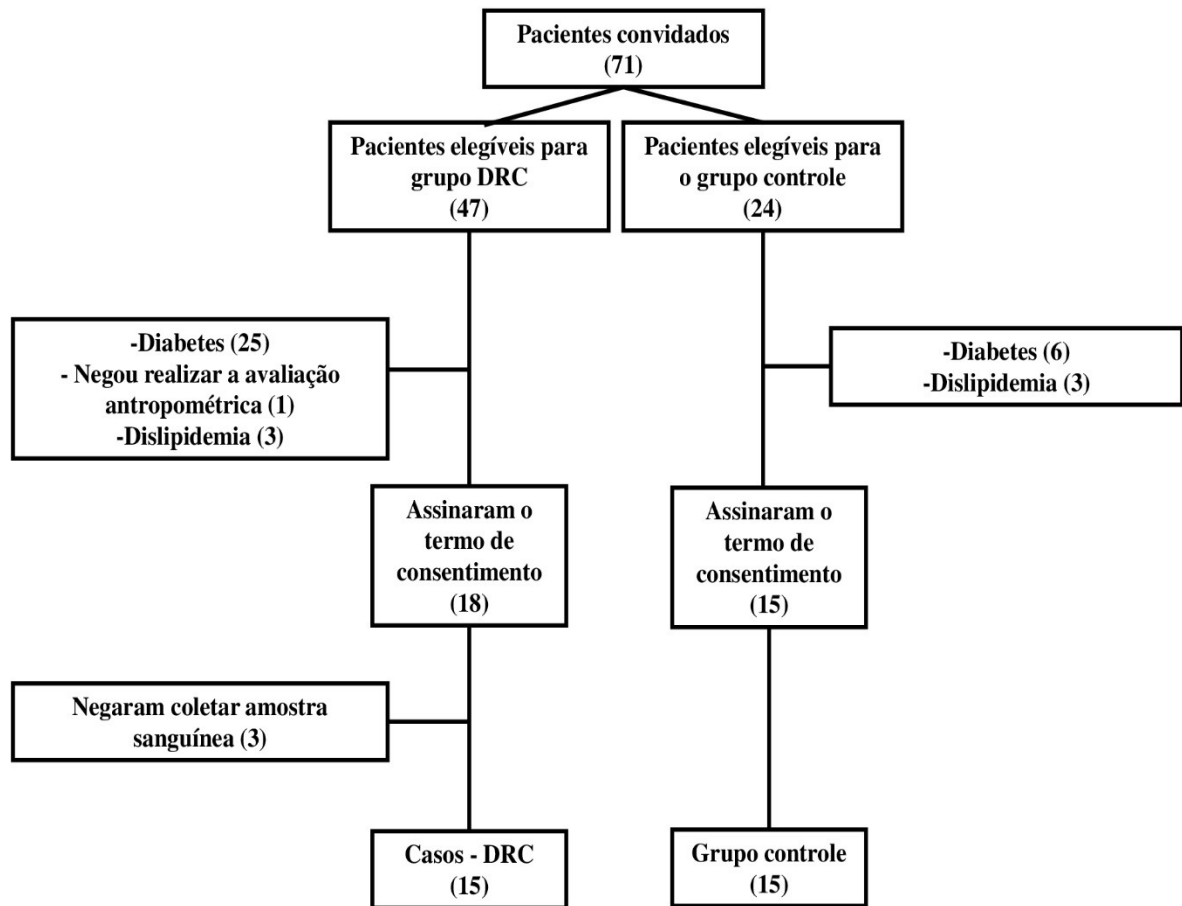 Pacientes convidados
(71)
Pacientes elegíveis para
grupo DRC
(47)
Pacientes elegíveis para
o grupo controle
(24)
-Diabetes (25)
- Negou realizar a avaliação
antropométrica (1)
-Dislipidemia (3)
-Diabetes (6)
-Dislipidemia (3)
Assinaram o
termo de
consentimento
(18)
Assinaram o
termo de
consentimento
(15)
Negaram coletar amostra
sanguínea (3)
Casos - DRC
(15)
Grupo controle
(15)